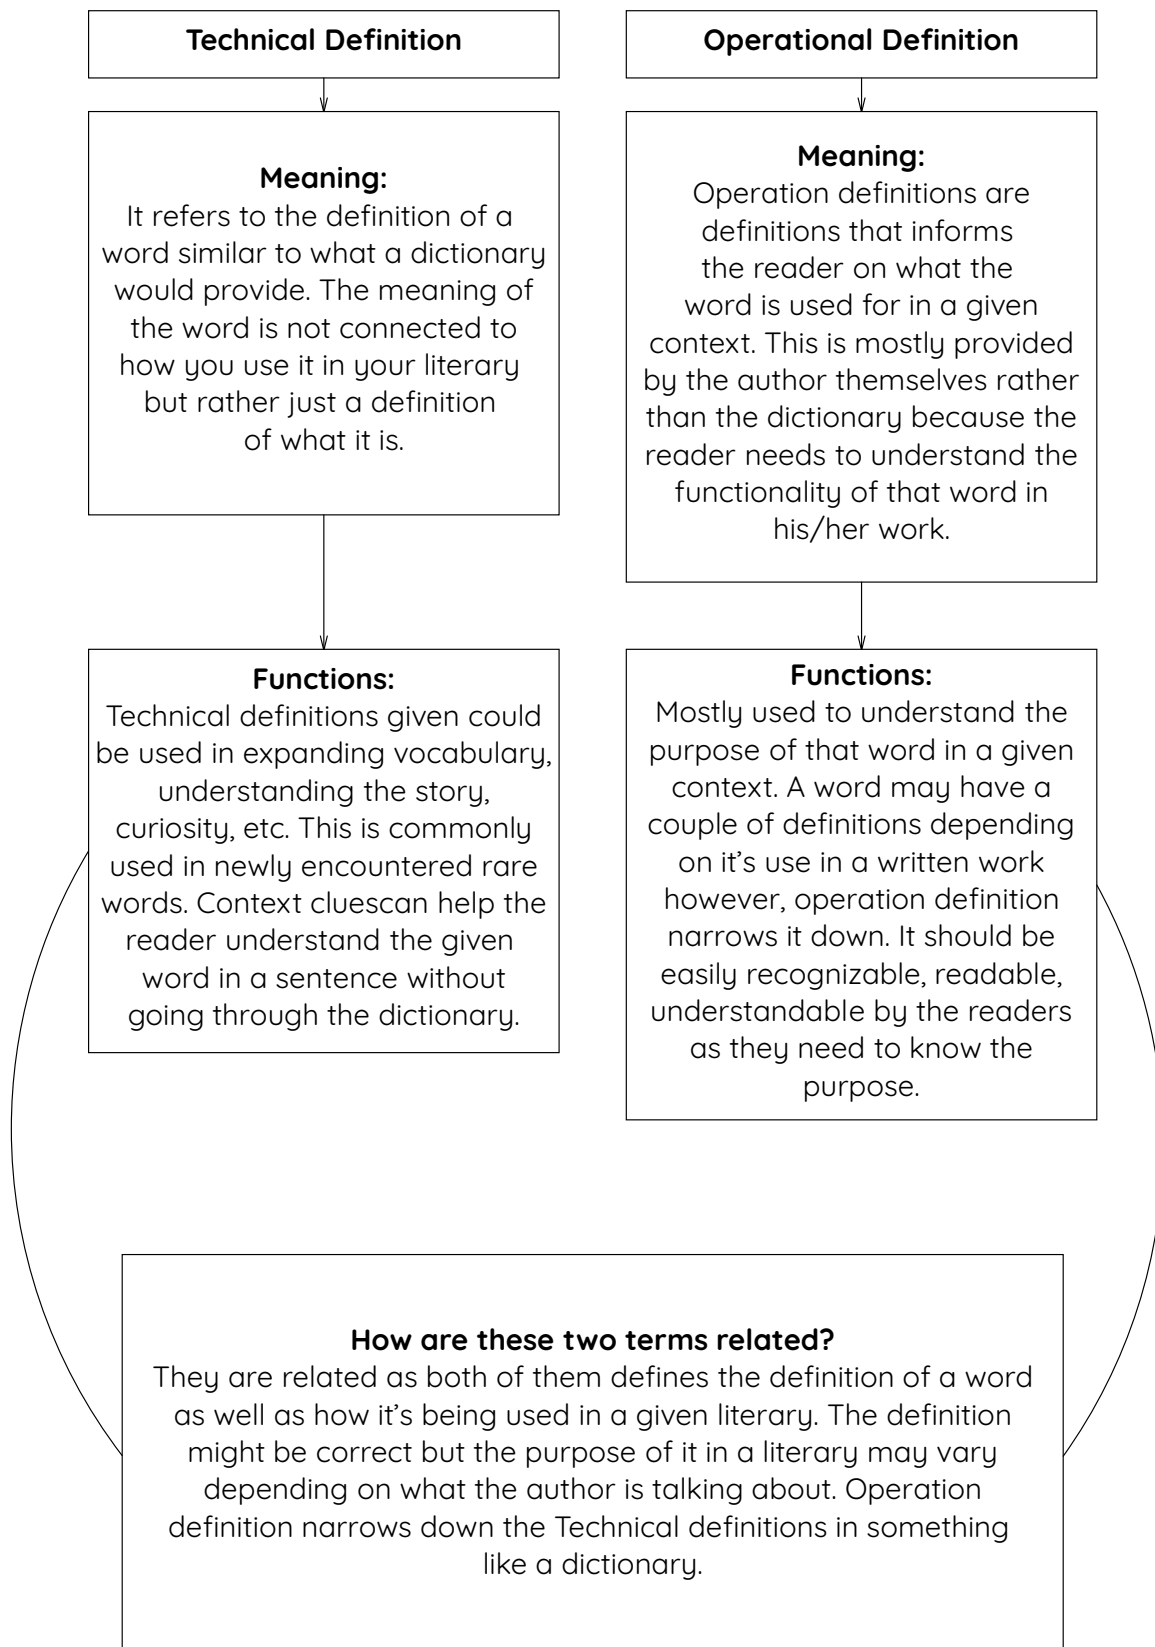 Technical Definition
Meaning:
It refers to the definition of a
word similar to what a dictionary
would provide. The meaning of
the word is not connected to
how you use it in your literary
but rather just a definition
of what it is.
Functions:
Technical definitions given could
be used in expanding vocabulary,
understanding the story,
curiosity, etc. This is commonly
used in newly encountered rare
words. Context cluescan help the
reader understand the given
word in a sentence without
going through the dictionary.
Operational Definition
Meaning:
Operation definitions are
definitions that informs
the reader on what the
word is used for in a given
context. This is mostly provided
by the author themselves rather
than the dictionary because the
reader needs to understand the
functionality of that word in
his/her work.
Functions:
Mostly used to understand the
purpose of that word in a given
context. A word may have a
couple of definitions depending
on it’s use in a written work
however, operation definition
narrows it down. It should be
easily recognizable, readable,
understandable by the readers
as they need to know the
purpose.
How are these two terms related?
They are related as both of them defines the definition of a word
as well as how it’s being used in a given literary. The definition
might be correct but the purpose of it in a literary may vary
depending on what the author is talking about. Operation
definition narrows down the Technical definitions in something
like a dictionary.